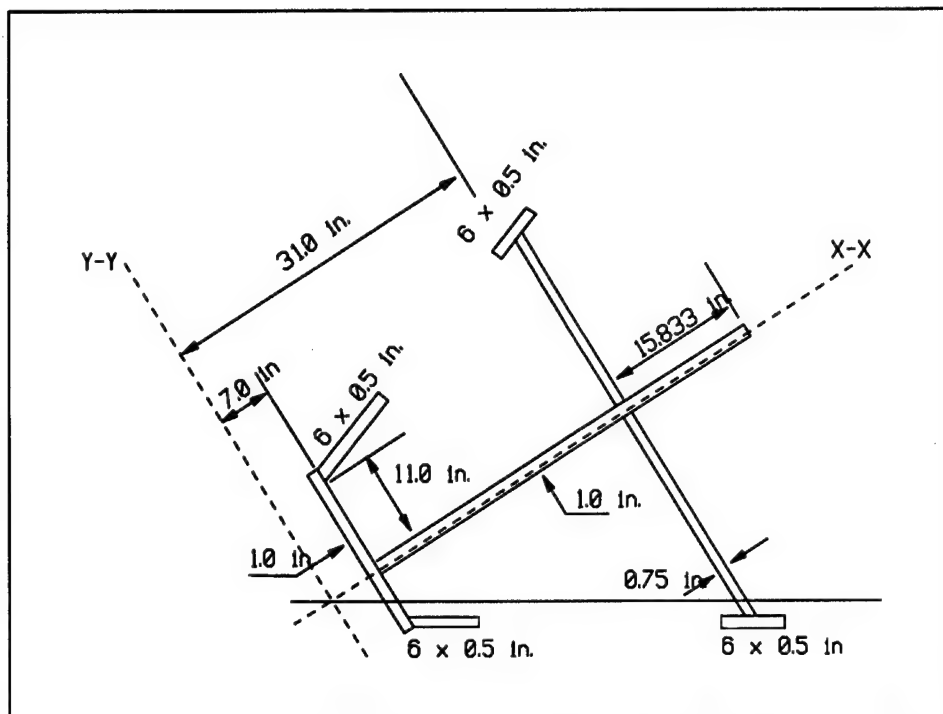 6 x 0.5 in.
31.0 in.
Y-Y
X-X
15.833 in
7.0 in
6 x 0.5 in.
11.0 in.
1.0 in.
1.0 in
0.75 in
6 x 0.5 in.
6 x 0.5 in